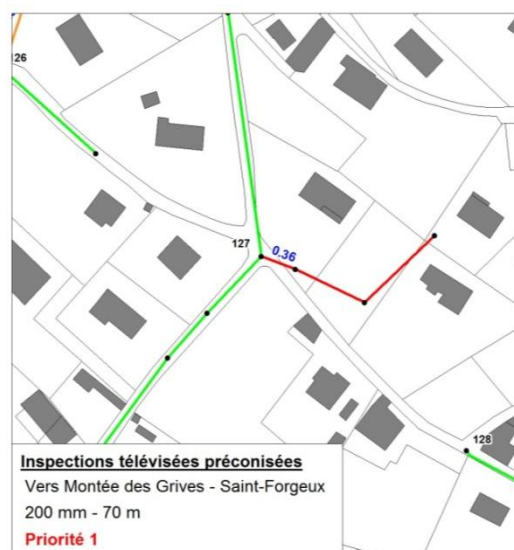 26
127
0.36
128
Inspections télévisées préconisées
Vers Montée des Grives - Saint-Forgeux
200 mm - 70 m
Priorité 1